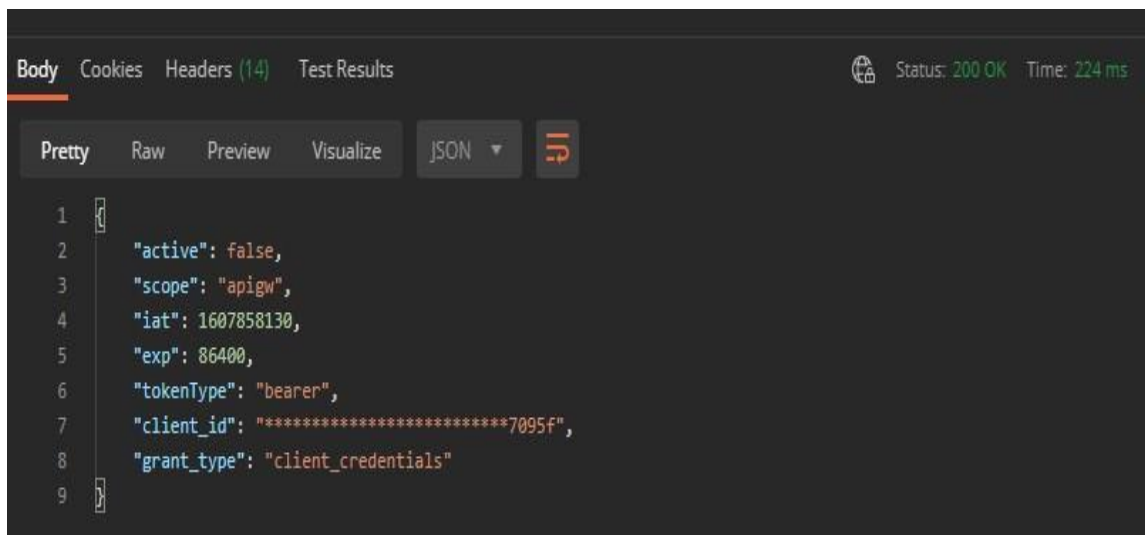 Body Cookies Headers (14) Test Results Status: 200 OK Time: 224 ms
Pretty Raw Preview Visualize JSON
1 {
2 "active": false,
3 "scope": "apigw",
4 "iat": 1607858130,
5 "exp": 86400,
6 "tokenType": "bearer",
7 "client_id": "**************************7095f",
8 "grant_type": "client_credentials"
9 }